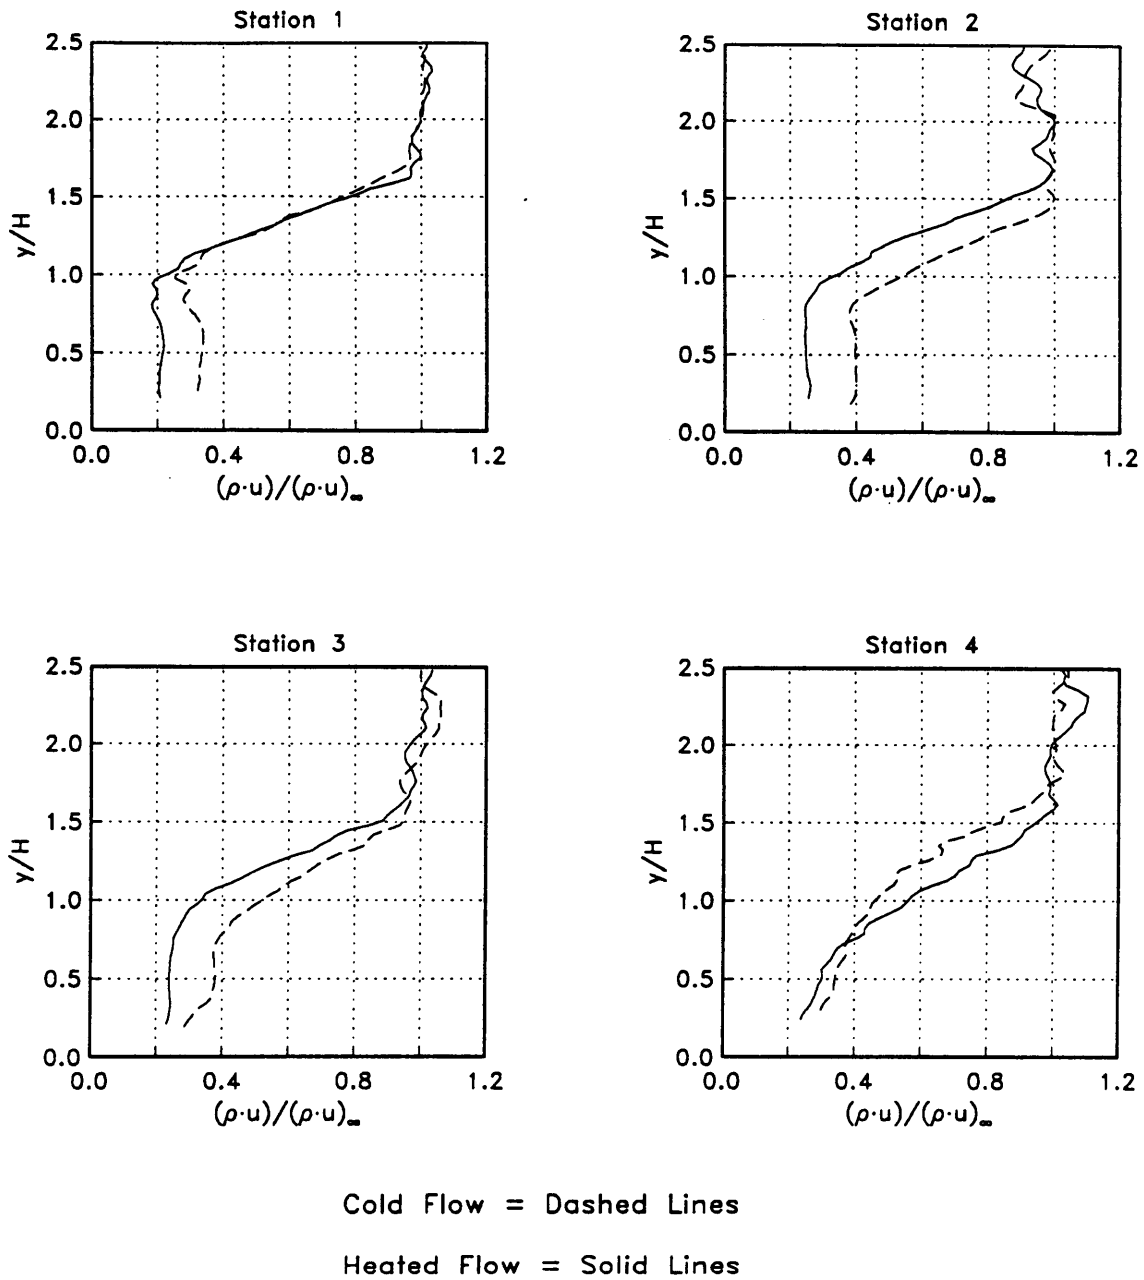 Station 1
2.5
2.0
1.5
1.0
0.5
0.0
y/H
0.0 0.4 0.8 1.2
(ρ·u)/(ρ·u)∞
Station 2
2.5
2.0
1.5
1.0
0.5
0.0
y/H
0.0 0.4 0.8 1.2
(ρ·u)/(ρ·u)∞
Station 3
2.5
2.0
1.5
1.0
0.5
0.0
y/H
0.0 0.4 0.8 1.2
(ρ·u)/(ρ·u)∞
Station 4
2.5
2.0
1.5
1.0
0.5
0.0
y/H
0.0 0.4 0.8 1.2
(ρ·u)/(ρ·u)∞
Cold Flow = Dashed Lines
Heated Flow = Solid Lines